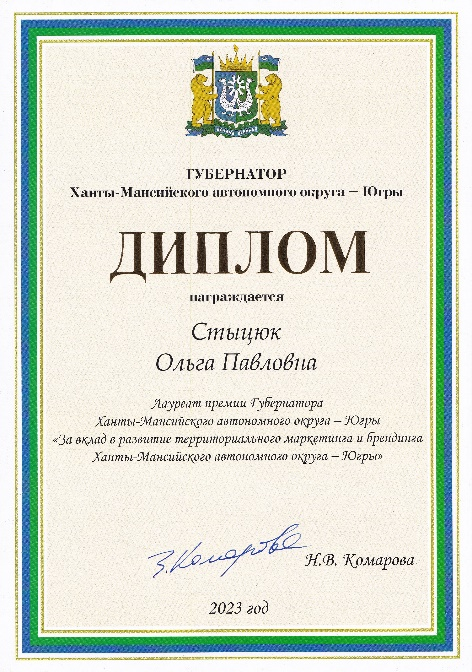 ГУБЕРНАТОР
Ханты-Мансийского автономного округа – Югры
ДИПЛОМ
награждается
Стыцюк
Ольга Павловна
Лауреат премии Губернатора
Ханты-Мансийского автономного округа – Югры
«За вклад в развитие территориального маркетинга и брендинга
Ханты-Мансийского автономного округа – Югры»
Н.В. Комарова
2023 год